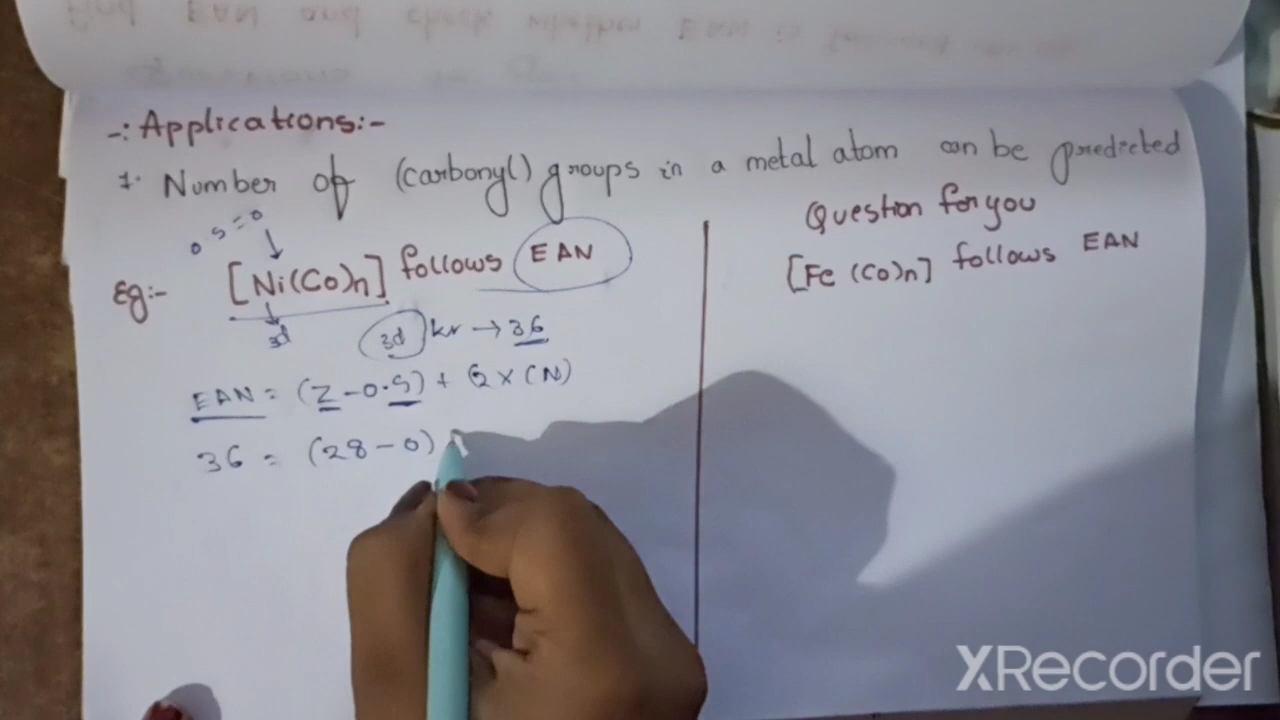 -: Applications:-
1. Number of (carbonyl) groups in a metal atom can be predicted
O S = 0
Eg:- [Ni(Co)n] follows EAN
3d
3d kr → 36
EAN = (Z - O.S) + 2 × CN)
36 = (28 - 0)
Question for you
[Fe (Co)n] follows EAN
XRecorder